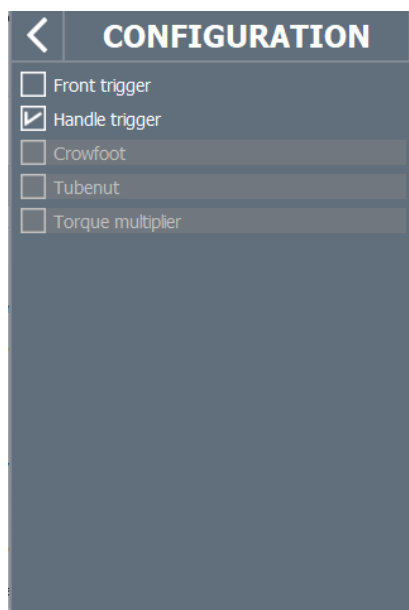 CONFIGURATION
Front trigger
Handle trigger
Crowfoot
Tubenut
Torque multiplier